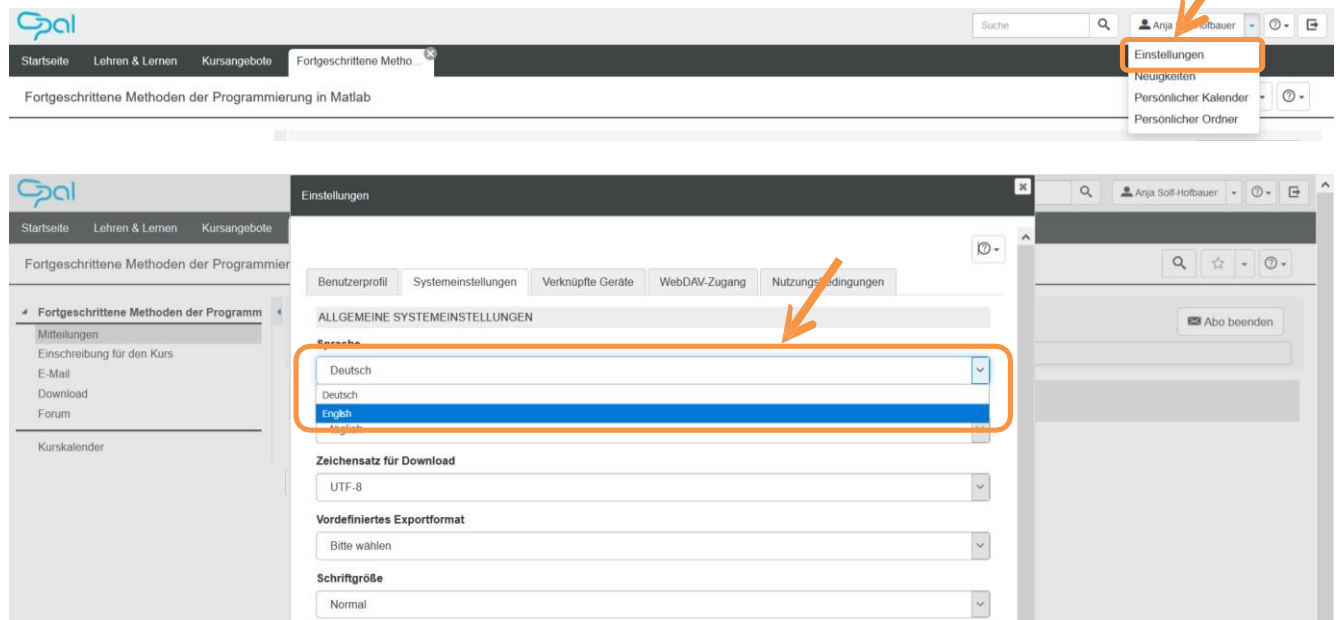 Opal
Suche
Anja Solf-Hofbauer
Startseite Lehren & Lernen Kursangebote Fortgeschrittene Metho...
Einstellungen
Neuigkeiten
Persönlicher Kalender
Persönlicher Ordner
Fortgeschrittene Methoden der Programmierung in Matlab
Opal
Einstellungen
Anja Solf-Hofbauer
Startseite Lehren & Lernen Kursangebote
Fortgeschrittene Methoden der Programmier
Benutzerprofil Systemeinstellungen Verknüpfte Geräte WebDAV-Zugang Nutzungsbedingungen
Fortgeschrittene Methoden der Programm
Mitteilungen
Einschreibung für den Kurs
E-Mail
Download
Forum
Kurskalender
ALLGEMEINE SYSTEMEINSTELLUNGEN
Sprache
Deutsch
Deutsch
English
täglich
Zeichensatz für Download
UTF-8
Vordefiniertes Exportformat
Bitte wählen
Schriftgröße
Normal
Abo beenden